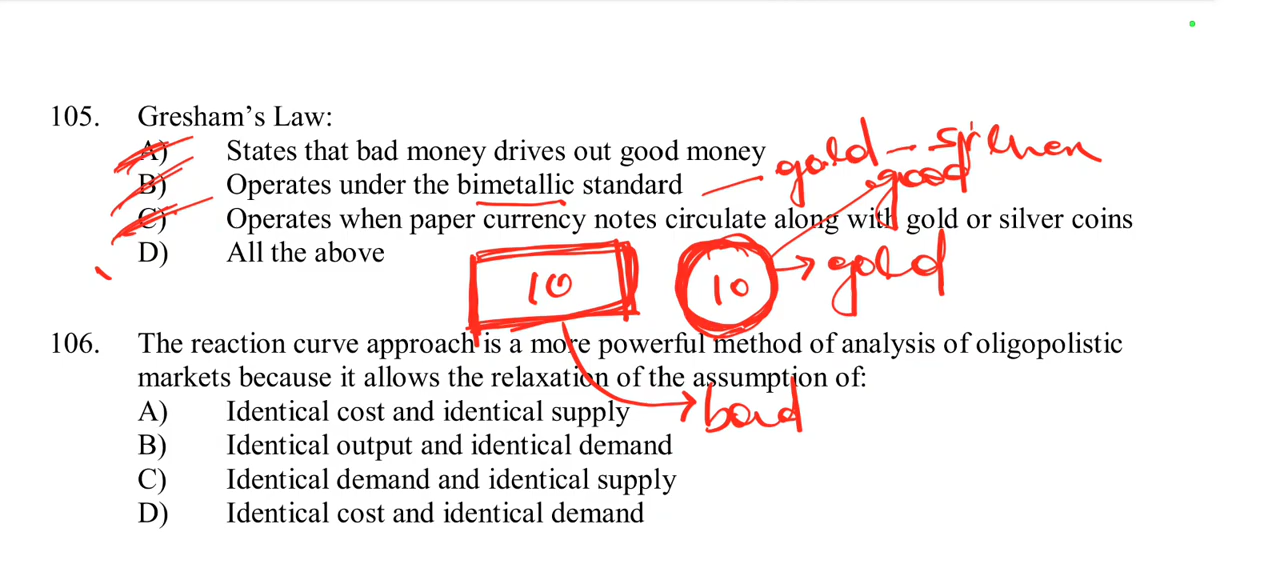 105. Gresham's Law:
A) States that bad money drives out good money
B) Operates under the bimetallic standard
gold - silver
good
C) Operates when paper currency notes circulate along with gold or silver coins
D) All the above
10
10
gold
106. The reaction curve approach is a more powerful method of analysis of oligopolistic
markets because it allows the relaxation of the assumption of:
A) Identical cost and identical supply
bad
B) Identical output and identical demand
C) Identical demand and identical supply
D) Identical cost and identical demand